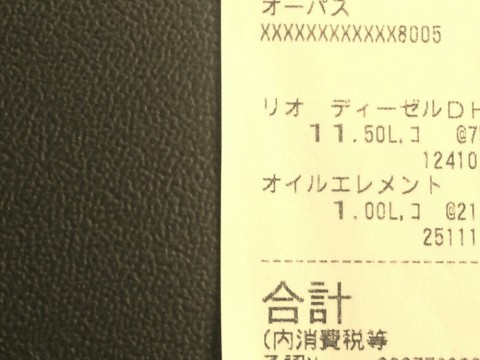 オーパス
XXXXXXXXXXXX8005
リオ ディーゼルDH
11.50L,コ @7
12410
オイルエレメント
1.00L,コ @21
25111
合計
(内消費税等